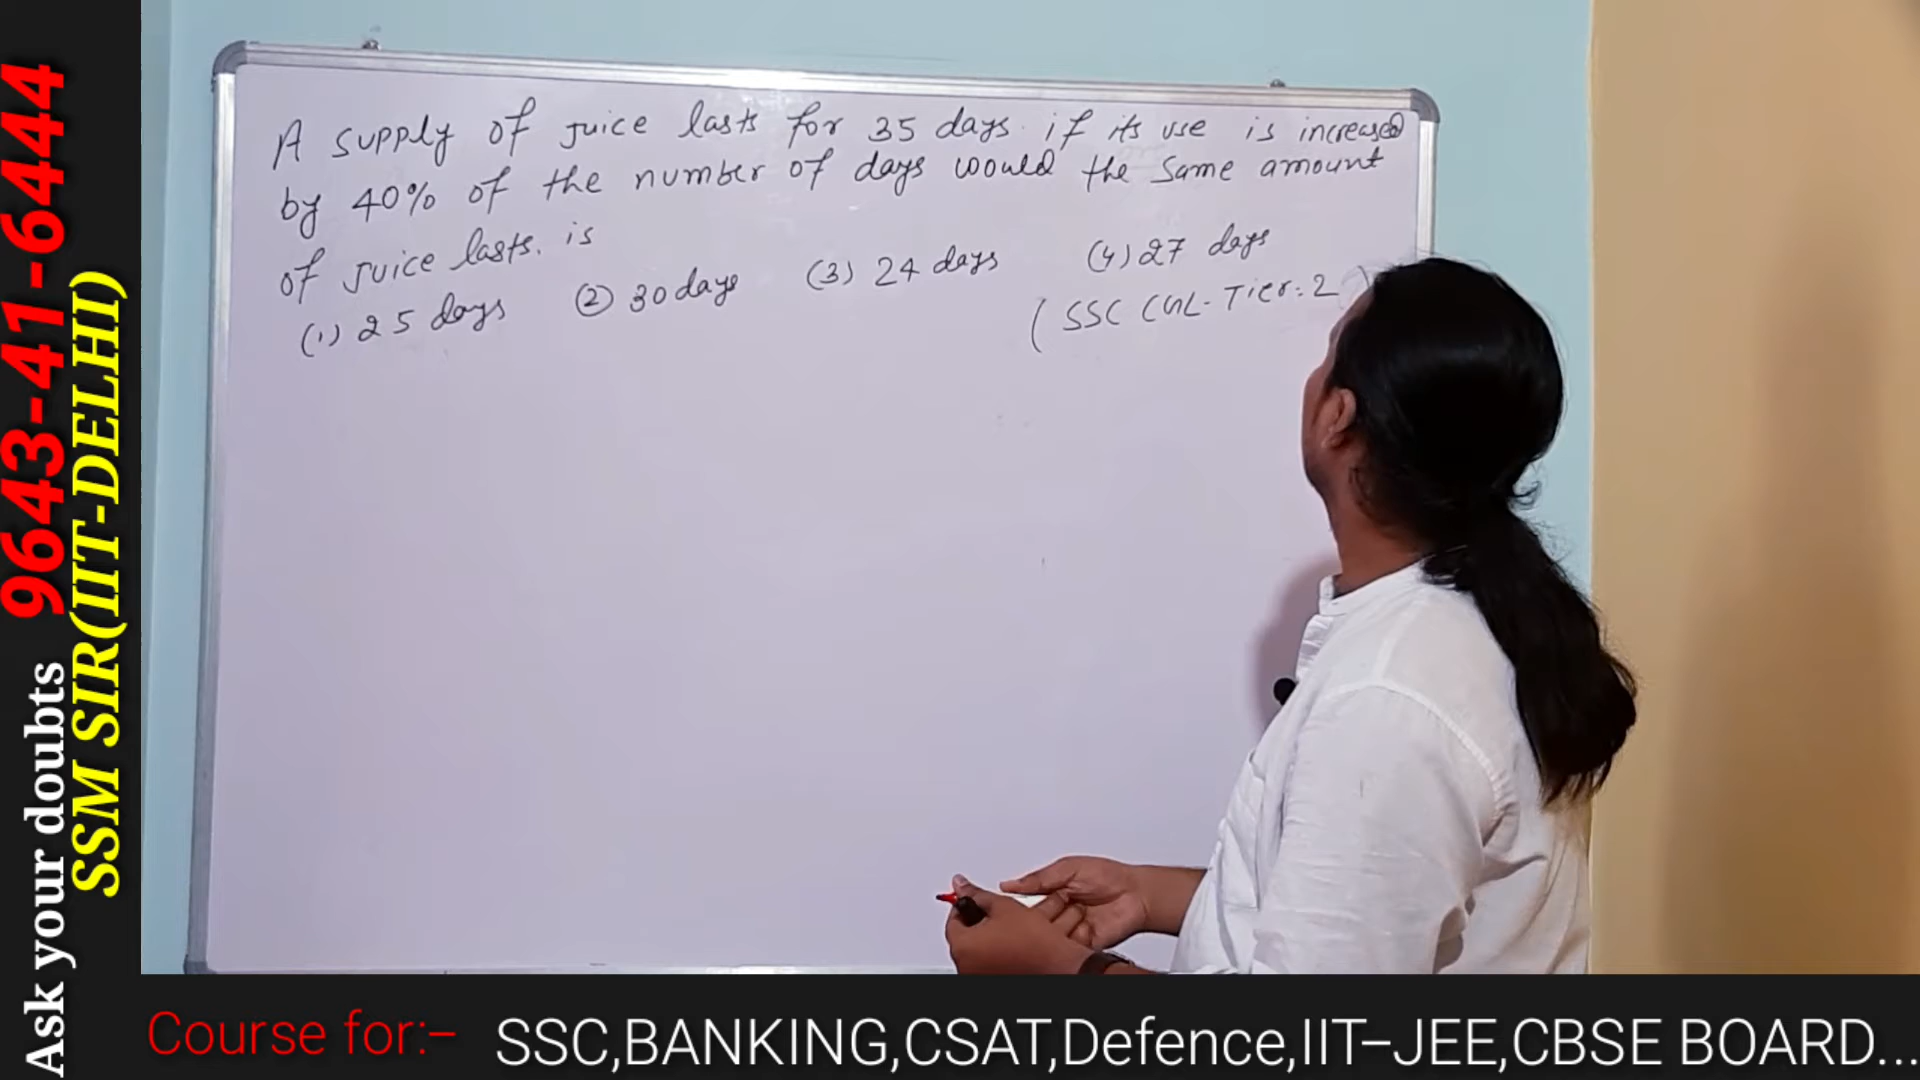 A supply of juice lasts for 35 days. if its use is increased
by 40% of the number of days would the same amount
of juice lasts. is
(1) 25 days (2) 30 days (3) 24 days (4) 27 days
(SSC CGL-Tier:2)
Ask your doubts 9643-41-6444
SSM SIR(IIT-DELHI)
Course for:– SSC,BANKING,CSAT,Defence,IIT–JEE,CBSE BOARD...